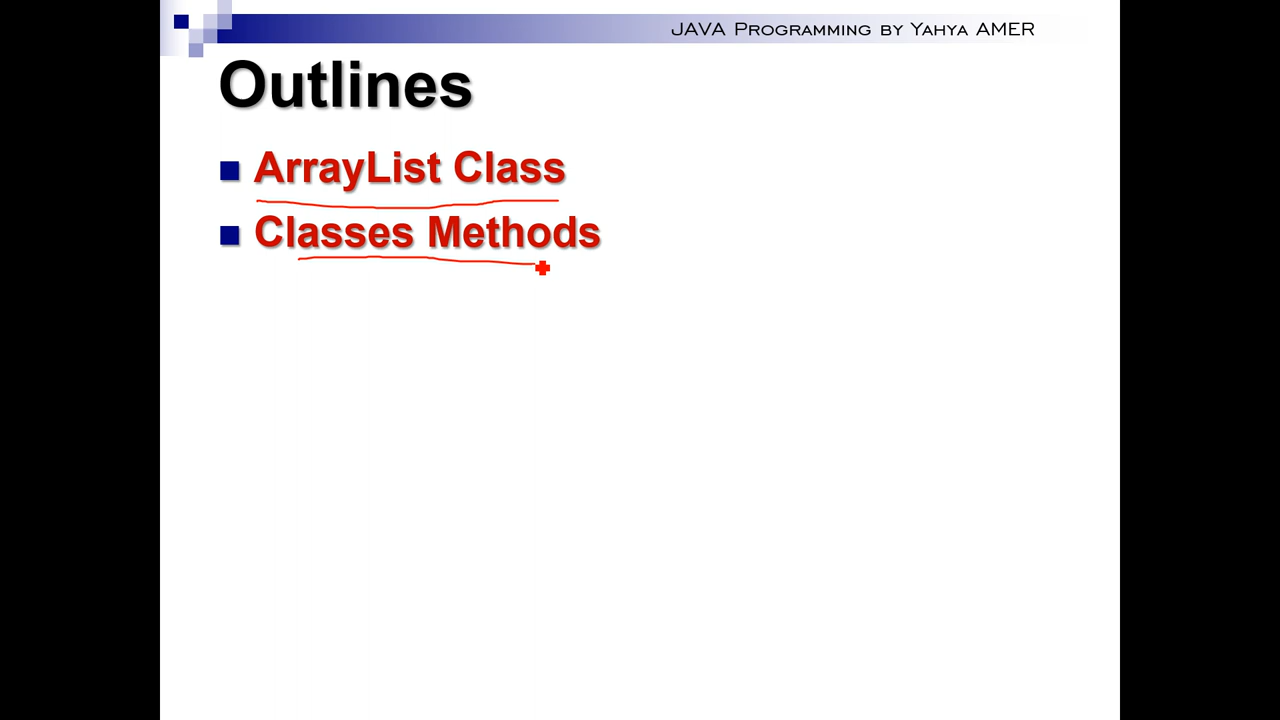 JAVA Programming by Yahya AMER
Outlines
ArrayList Class
Classes Methods